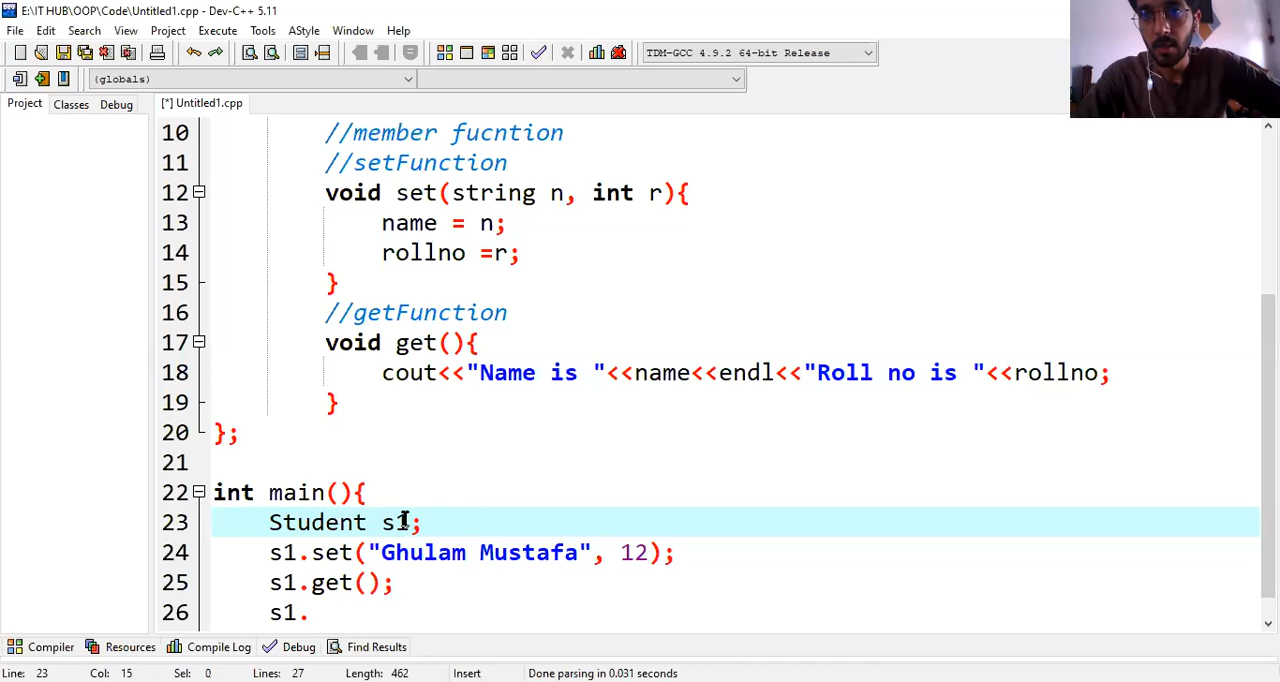 E:\IT HUB\OOP\Code\Untitled1.cpp - Dev-C++ 5.11
File Edit Search View Project Execute Tools AStyle Window Help
TDM-GCC 4.9.2 64-bit Release
(globals)
Project Classes Debug [*] Untitled1.cpp
10 //member fucntion
11 //setFunction
12 void set(string n, int r){
13 name = n;
14 rollno =r;
15 }
16 //getFunction
17 void get(){
18 cout<<"Name is "<<name<<endl<<"Roll no is "<<rollno;
19 }
20 };
21
22 int main(){
23 Student s1;
24 s1.set("Ghulam Mustafa", 12);
25 s1.get();
26 s1.
Compiler Resources Compile Log Debug Find Results
Line: 23 Col: 15 Sel: 0 Lines: 27 Length: 462 Insert Done parsing in 0.031 seconds